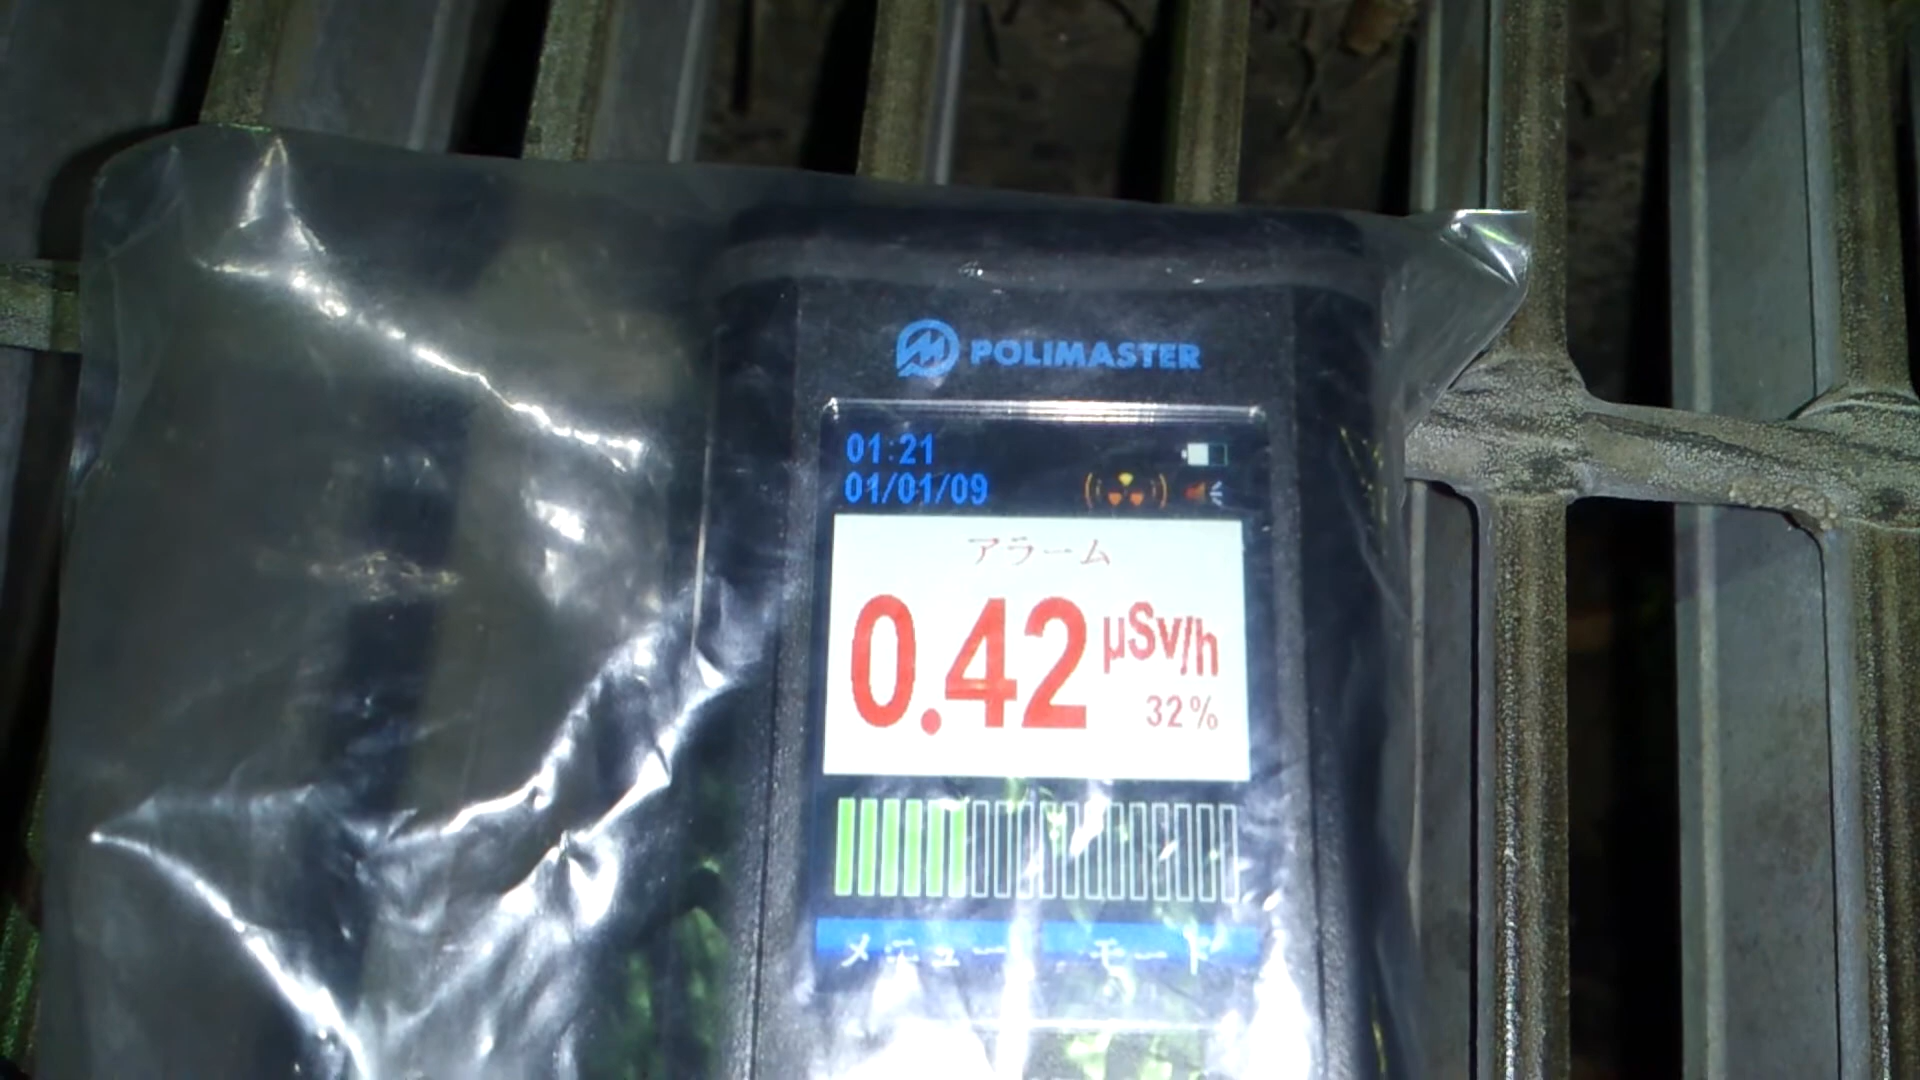 POLIMASTER
01:21
01/01/09
アラーム
0.42 μSv/h
32%
メニュー モード